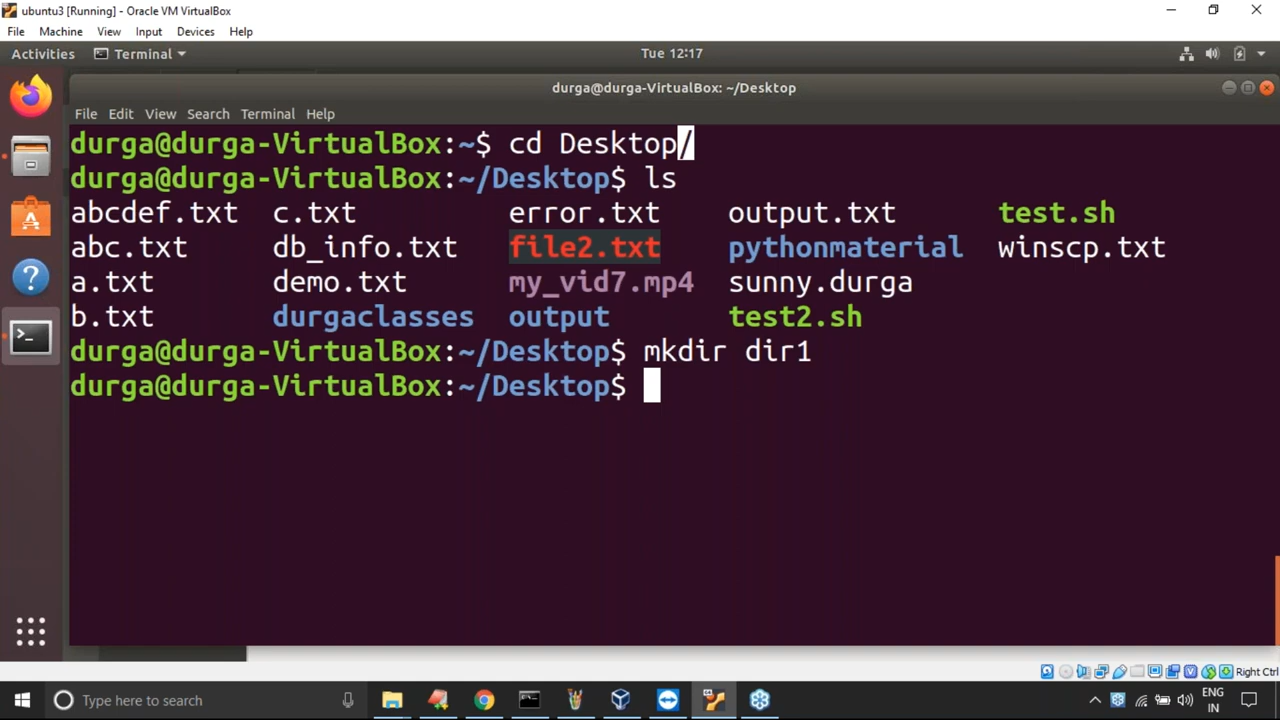 ubuntu3 [Running] - Oracle VM VirtualBox
File Machine View Input Devices Help
Activities Terminal Tue 12:17
durga@durga-VirtualBox: ~/Desktop
File Edit View Search Terminal Help
durga@durga-VirtualBox:~$ cd Desktop/
durga@durga-VirtualBox:~/Desktop$ ls
abcdef.txt c.txt error.txt output.txt test.sh
abc.txt db_info.txt file2.txt pythonmaterial winscp.txt
a.txt demo.txt my_vid7.mp4 sunny.durga
b.txt durgaclasses output test2.sh
durga@durga-VirtualBox:~/Desktop$ mkdir dir1
durga@durga-VirtualBox:~/Desktop$
Right Ctrl
Type here to search
ENG
IN